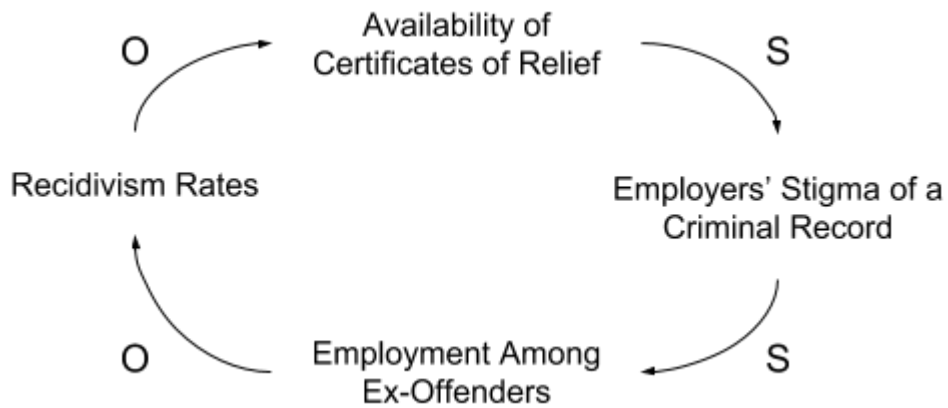 O
Availability of
Certificates of Relief
S
Recidivism Rates
Employers' Stigma of a
Criminal Record
O
Employment Among
Ex-Offenders
S